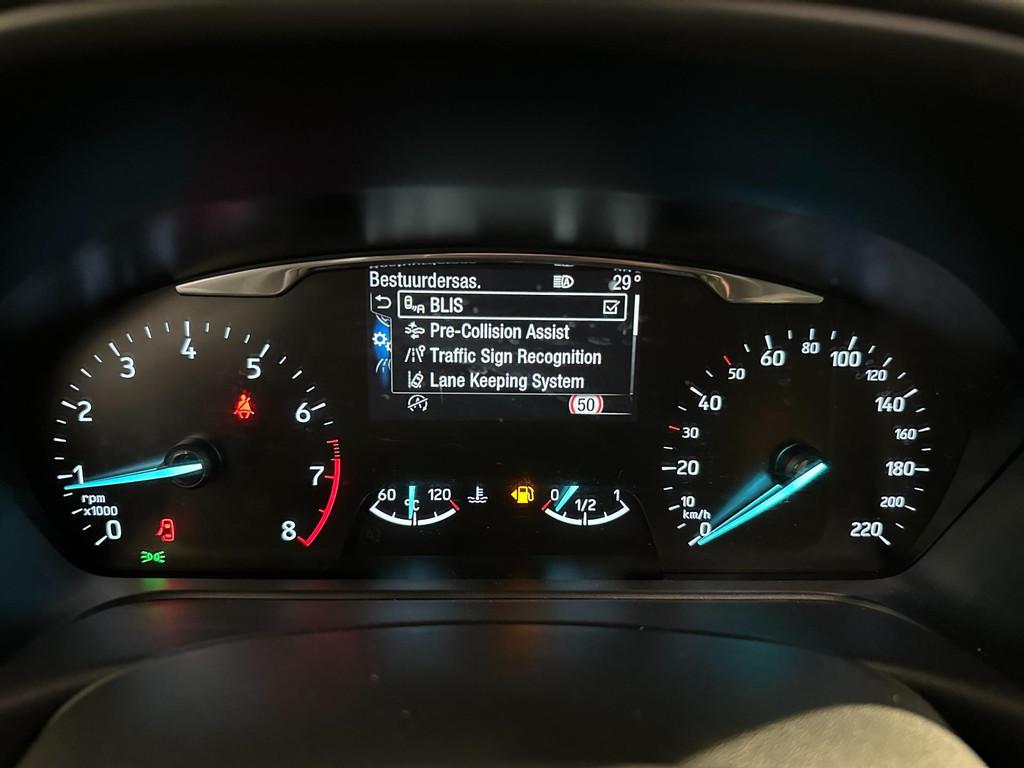 Bestuurdersas. A 29°
BLIS
Pre-Collision Assist
Traffic Sign Recognition
Lane Keeping System
A 50
0 1 2 3 4 5 6 7 8
rpm
x1000
60 °C 120
0 1/2 1
0 10 20 30 40 50 60 80 100 120 140 160 180 200 220
km/h